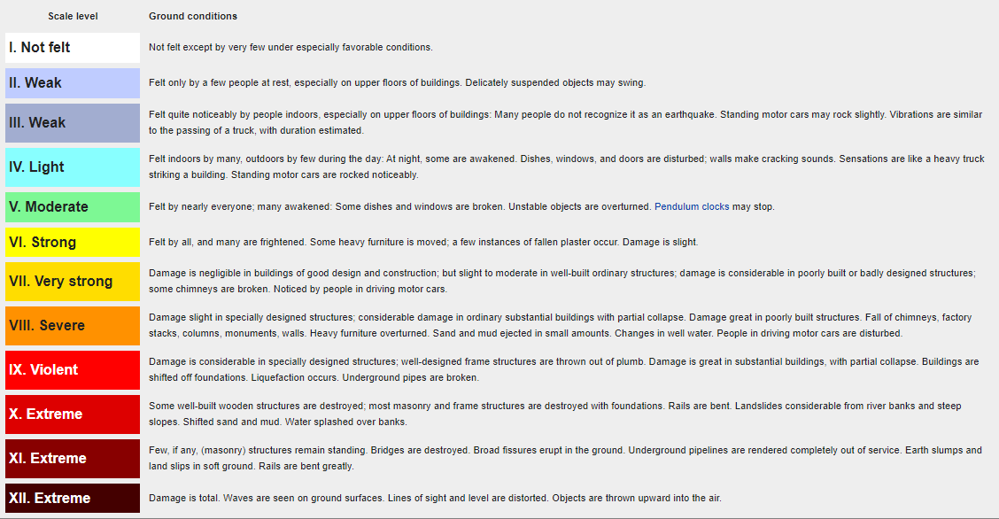 Scale level Ground conditions
I. Not felt Not felt except by very few under especially favorable conditions.
II. Weak Felt only by a few people at rest, especially on upper floors of buildings. Delicately suspended objects may swing.
III. Weak Felt quite noticeably by people indoors, especially on upper floors of buildings: Many people do not recognize it as an earthquake. Standing motor cars may rock slightly. Vibrations are similar
to the passing of a truck, with duration estimated.
IV. Light Felt indoors by many, outdoors by few during the day: At night, some are awakened. Dishes, windows, and doors are disturbed; walls make cracking sounds. Sensations are like a heavy truck
striking a building. Standing motor cars are rocked noticeably.
V. Moderate Felt by nearly everyone; many awakened: Some dishes and windows are broken. Unstable objects are overturned. Pendulum clocks may stop.
VI. Strong Felt by all, and many are frightened. Some heavy furniture is moved; a few instances of fallen plaster occur. Damage is slight.
VII. Very strong Damage is negligible in buildings of good design and construction; but slight to moderate in well-built ordinary structures; damage is considerable in poorly built or badly designed structures;
some chimneys are broken. Noticed by people in driving motor cars.
VIII. Severe Damage slight in specially designed structures; considerable damage in ordinary substantial buildings with partial collapse. Damage great in poorly built structures. Fall of chimneys, factory
stacks, columns, monuments, walls. Heavy furniture overturned. Sand and mud ejected in small amounts. Changes in well water. People in driving motor cars are disturbed.
IX. Violent Damage is considerable in specially designed structures; well-designed frame structures are thrown out of plumb. Damage is great in substantial buildings, with partial collapse. Buildings are
shifted off foundations. Liquefaction occurs. Underground pipes are broken.
X. Extreme Some well-built wooden structures are destroyed; most masonry and frame structures are destroyed with foundations. Rails are bent. Landslides considerable from river banks and steep
slopes. Shifted sand and mud. Water splashed over banks.
XI. Extreme Few, if any, (masonry) structures remain standing. Bridges are destroyed. Broad fissures erupt in the ground. Underground pipelines are rendered completely out of service. Earth slumps and
land slips in soft ground. Rails are bent greatly.
XII. Extreme Damage is total. Waves are seen on ground surfaces. Lines of sight and level are distorted. Objects are thrown upward into the air.